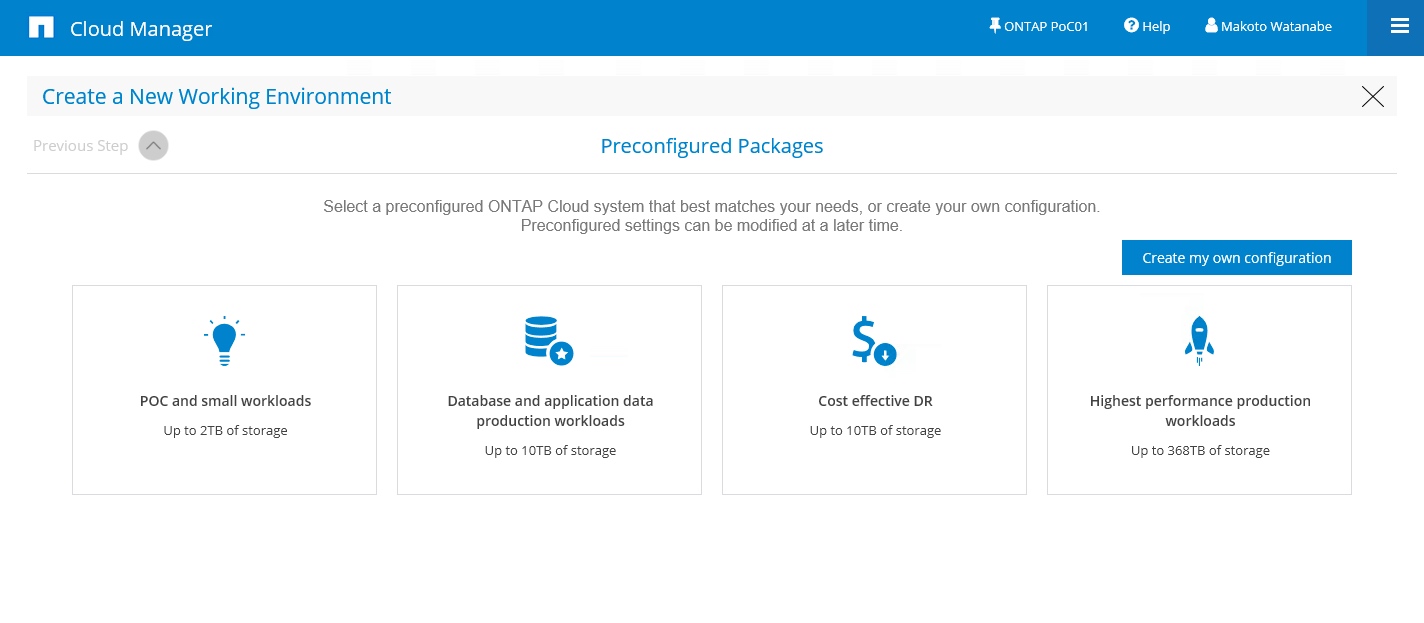 Cloud Manager
ONTAP PoC01
Help
Makoto Watanabe
Create a New Working Environment
Previous Step
Preconfigured Packages
Select a preconfigured ONTAP Cloud system that best matches your needs, or create your own configuration.
Preconfigured settings can be modified at a later time.
Create my own configuration
POC and small workloads
Up to 2TB of storage
Database and application data
production workloads
Up to 10TB of storage
Cost effective DR
Up to 10TB of storage
Highest performance production
workloads
Up to 368TB of storage